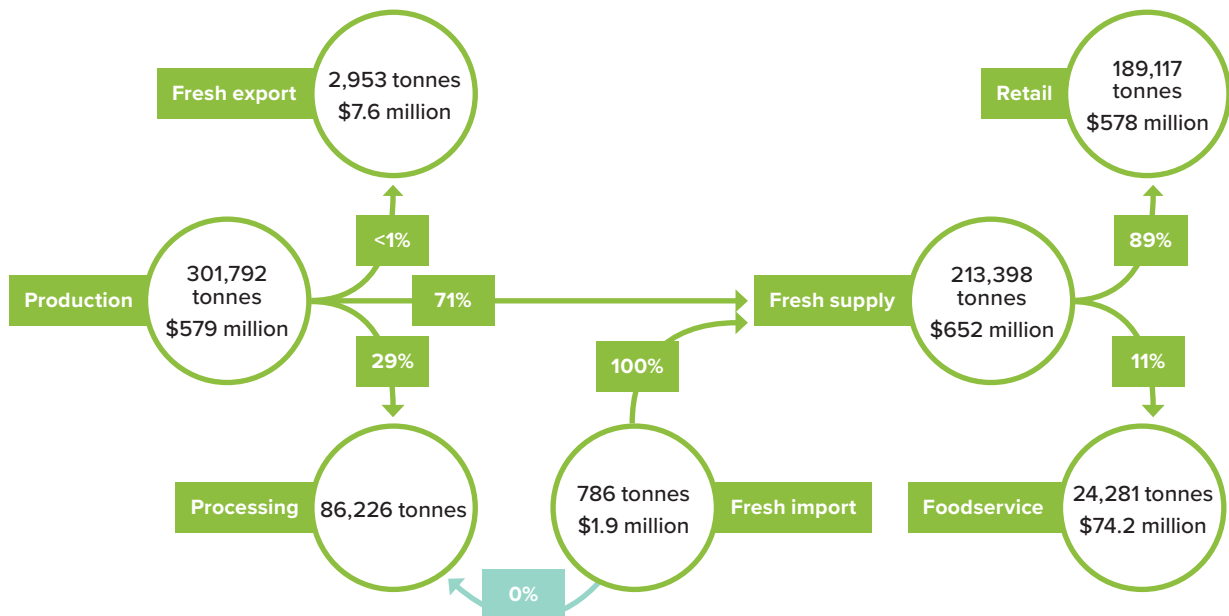 Fresh export
2,953 tonnes
$7.6 million
Retail
189,117
tonnes
$578 million
<1%
89%
Production
301,792
tonnes
$579 million
71%
Fresh supply
213,398
tonnes
$652 million
29%
100%
11%
Processing
86,226 tonnes
786 tonnes
$1.9 million
Fresh import
Foodservice
24,281 tonnes
$74.2 million
0%